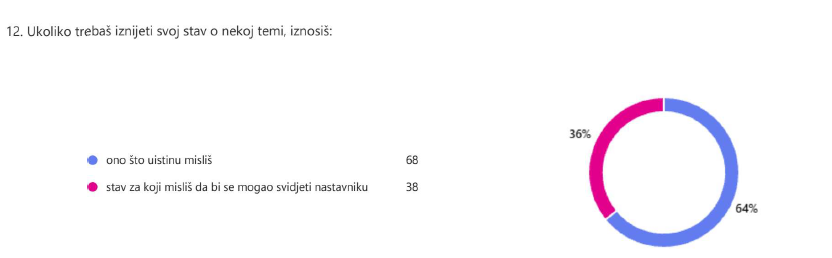 12. Ukoliko trebaš iznijeti svoj stav o nekoj temi, iznosiš:
ono što uistinu misliš 68
stav za koji misliš da bi se mogao svidjeti nastavniku 38
36%
64%